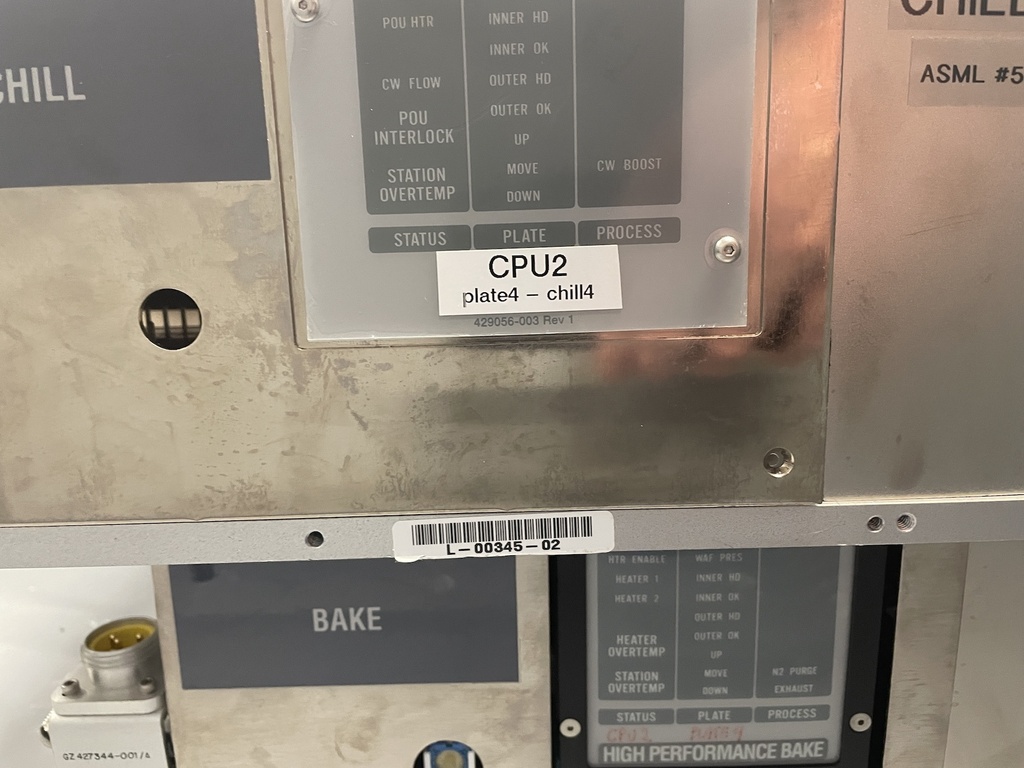 CHILL
POU HTR
CW FLOW
POU
INTERLOCK
STATION
OVERTEMP
STATUS
INNER HD
INNER OK
OUTER HD
OUTER OK
UP
MOVE
DOWN
PLATE
CW BOOST
PROCESS
CPU2
plate4 – chill4
429056-003 Rev 1
CHILL
ASML #5
L-00345-02
BAKE
GZ 427344-001/A
HTR ENABLE
HEATER 1
HEATER 2
HEATER
OVERTEMP
STATION
OVERTEMP
STATUS
WAF PRES
INNER HD
INNER OK
OUTER HD
OUTER OK
UP
MOVE
DOWN
PLATE
N2 PURGE
EXHAUST
PROCESS
CPU2
HIGH PERFORMANCE BAKE